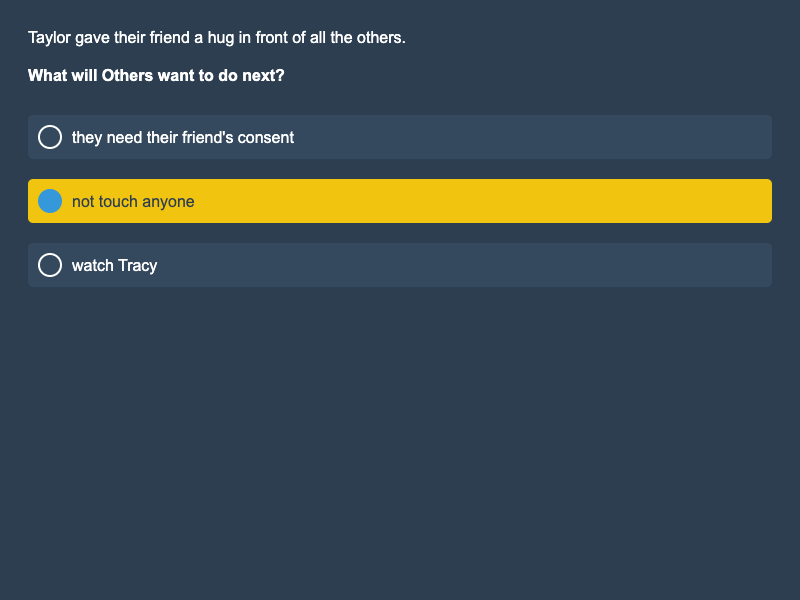 Taylor gave their friend a hug in front of all the others.
What will Others want to do next?
they need their friend's consent
not touch anyone
watch Tracy